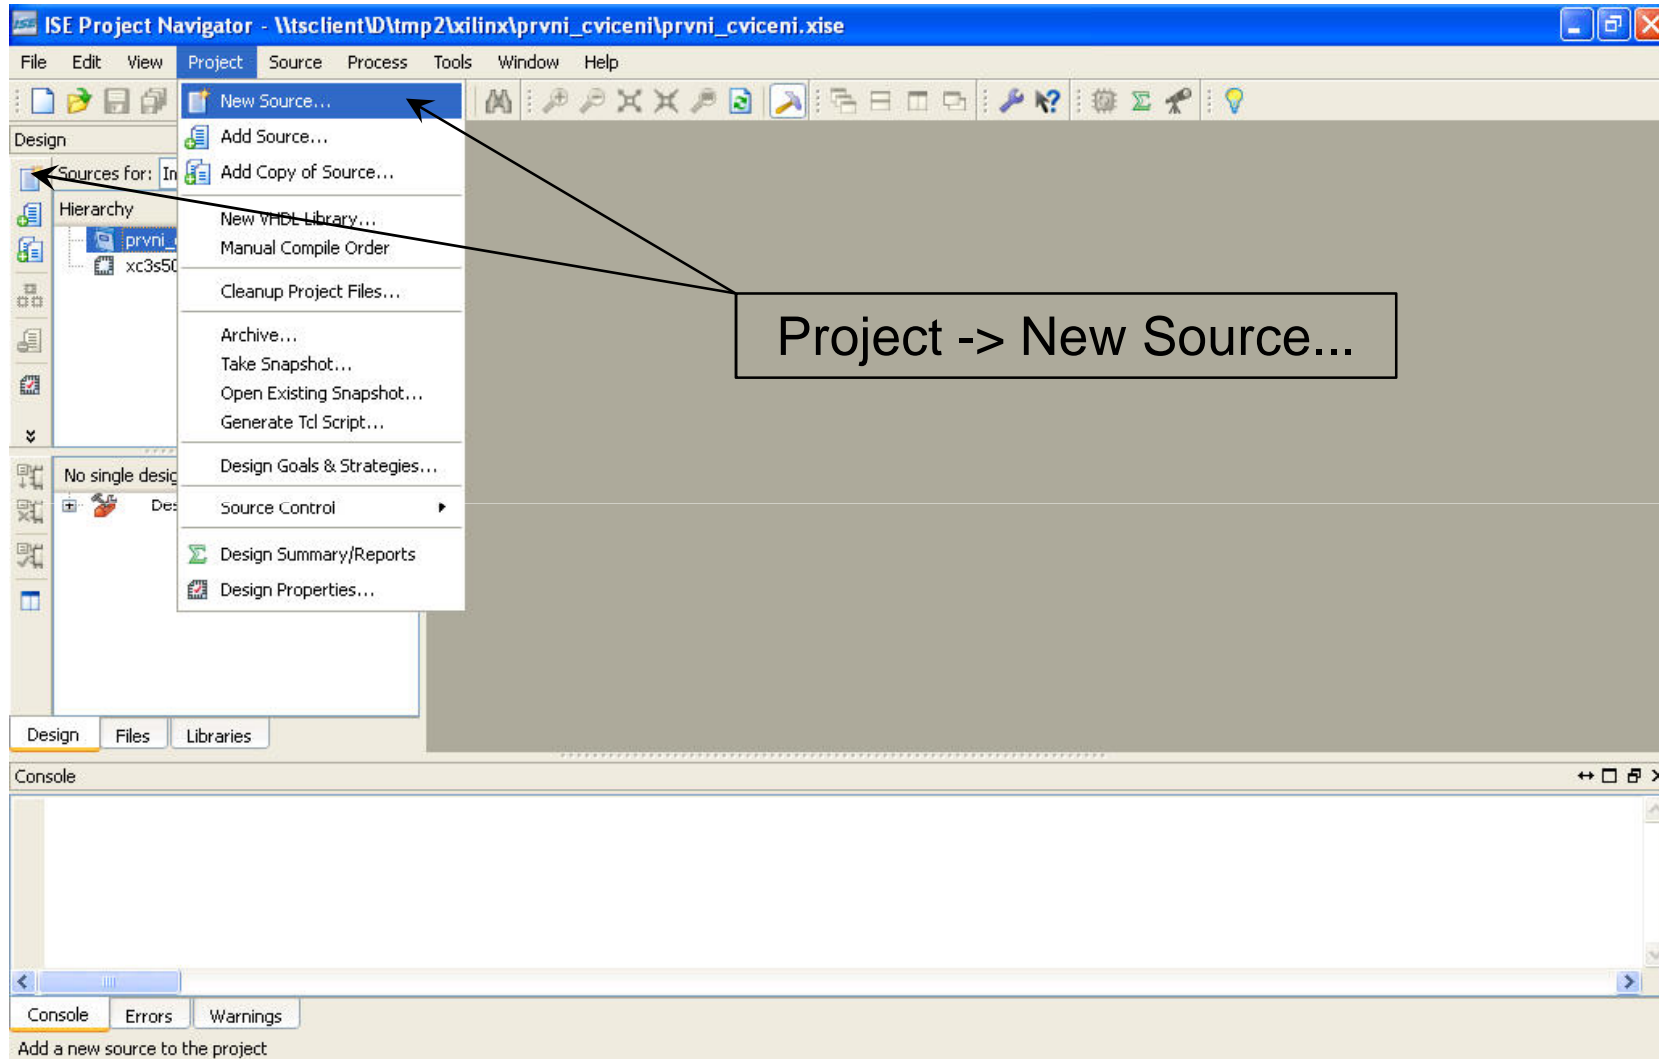 ISE Project Navigator - \\tsclient\D\tmp2\xilinx\prvni_cviceni\prvni_cviceni.xise
File Edit View Project Source Process Tools Window Help
New Source...
Design
Add Source...
Sources for:
Add Copy of Source...
Hierarchy
New VHDL Library...
prvni_
Manual Compile Order
xc3s50
Cleanup Project Files...
Project -> New Source...
Archive...
Take Snapshot...
Open Existing Snapshot...
Generate Tcl Script...
Design Goals & Strategies...
No single desig
Des
Source Control
Design Summary/Reports
Design Properties...
Design Files Libraries
Console
Console Errors Warnings
Add a new source to the project